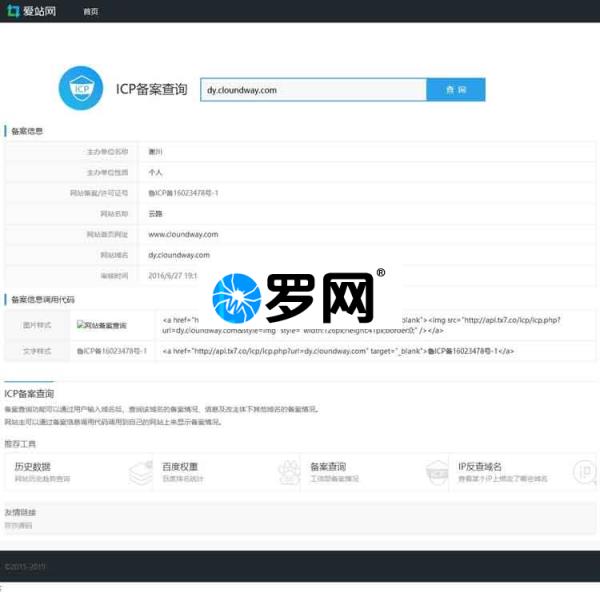 爱站网 首页
ICP
ICP备案查询 dy.cloundway.com 查 询
备案信息
主办单位名称 谢川
主办单位性质 个人
网站备案/许可证号 鲁ICP备16023478号-1
网站名称 云路
网站首页网址 www.cloundway.com
网站域名 dy.cloundway.com
审核时间 2016/6/27 19:1
罗网®
备案信息调用代码
图片样式 网站备案查询 <a href="h blank"><img src="http://api.tx7.co/icp/icp.php?
url=dy.cloundway.com&style=img" style="width:126px;height:41px;border:0;" /></a>
文字样式 鲁ICP备16023478号-1 <a href="http://api.tx7.co/icp/icp.php?url=dy.cloundway.com" target="_blank">鲁ICP备16023478号-1</a>
ICP备案查询
备案查询功能可以通过用户输入域名后，查询该域名的备案情况、信息及改主体下其他域名的备案情况。
网站主可以通过备案信息调用代码调用到自己的网站上来显示备案情况。
推荐工具
历史数据 百度权重 备案查询 IP反查域名
网站历史趋势查询 百度排名统计 工信部备案情况 查看某个IP上绑定了哪些域名
友情链接
©2015-2019